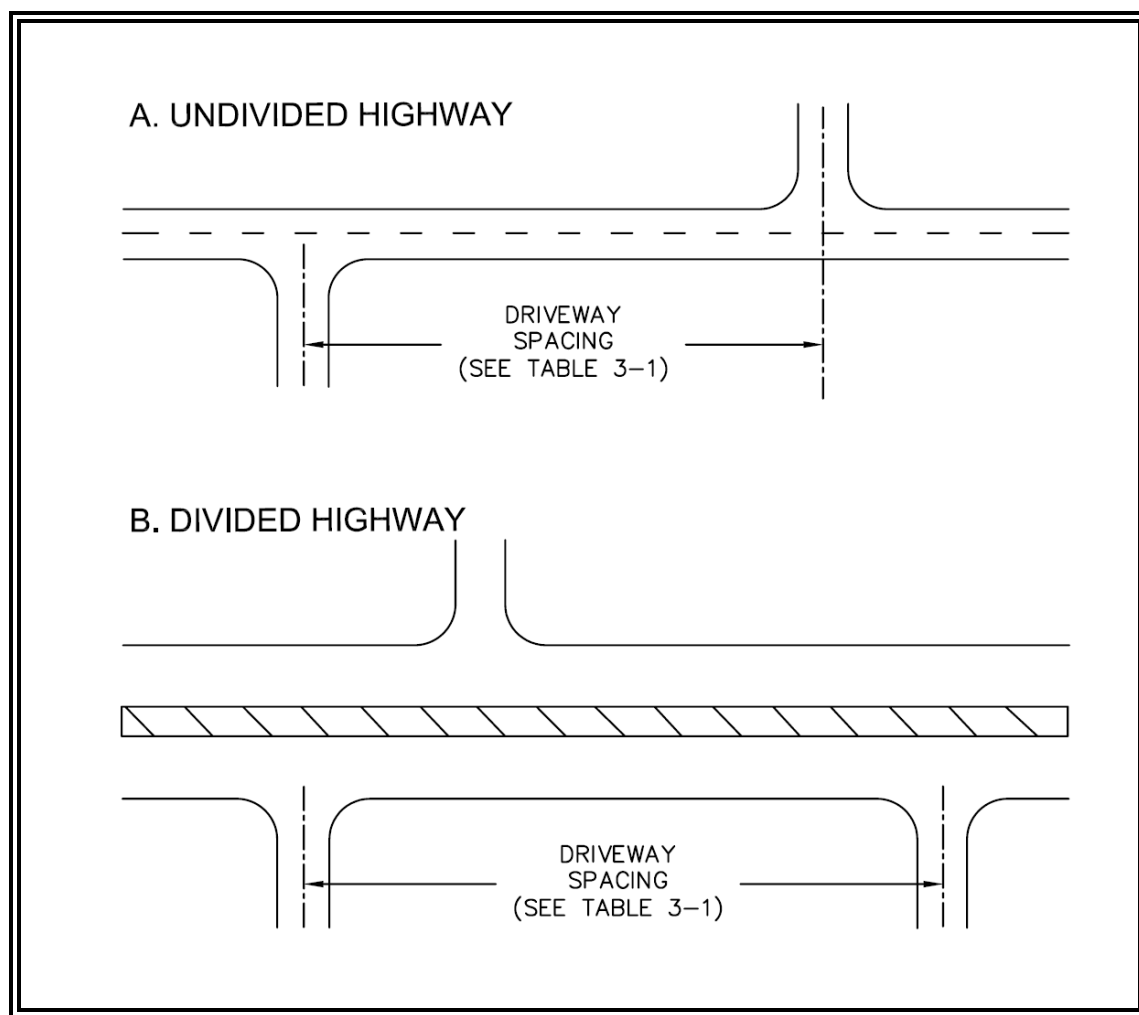 A. UNDIVIDED HIGHWAY
DRIVEWAY
SPACING
(SEE TABLE 3-1)
B. DIVIDED HIGHWAY
DRIVEWAY
SPACING
(SEE TABLE 3-1)